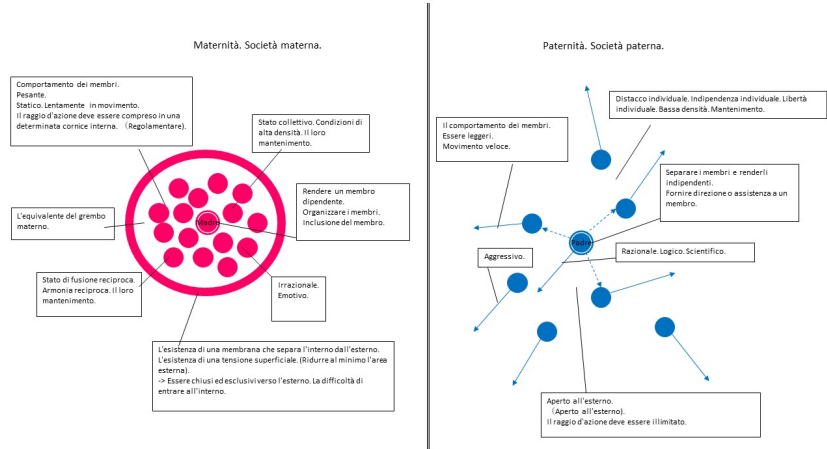 Maternità. Società materna.
Comportamento dei membri.
Pesante.
Statico. Lentamente in movimento.
Il raggio d'azione deve essere compreso in una
determinata cornice interna. (Regolamentare).
Stato collettivo. Condizioni di
alta densità. Il loro
mantenimento.
Rendere un membro
dipendente.
Organizzare i membri.
Inclusione del membro.
L'equivalente del grembo
materno.
Madre
Stato di fusione reciproca.
Armonia reciproca. Il loro
mantenimento.
Irrazionale.
Emotivo.
L'esistenza di una membrana che separa l'interno dall'esterno.
L'esistenza di una tensione superficiale. (Ridurre al minimo l'area
esterna).
-> Essere chiusi ed esclusivi verso l'esterno. La difficoltà di
entrare all'interno.
Paternità. Società paterna.
Distacco individuale. Indipendenza individuale. Libertà
individuale. Bassa densità. Mantenimento.
Il comportamento dei membri.
Essere leggeri.
Movimento veloce.
Separare i membri e renderli
indipendenti.
Fornire direzione o assistenza a un
membro.
Padre
Aggressivo.
Razionale. Logico. Scientifico.
Aperto all'esterno.
(Aperto all'esterno).
Il raggio d'azione deve essere illimitato.